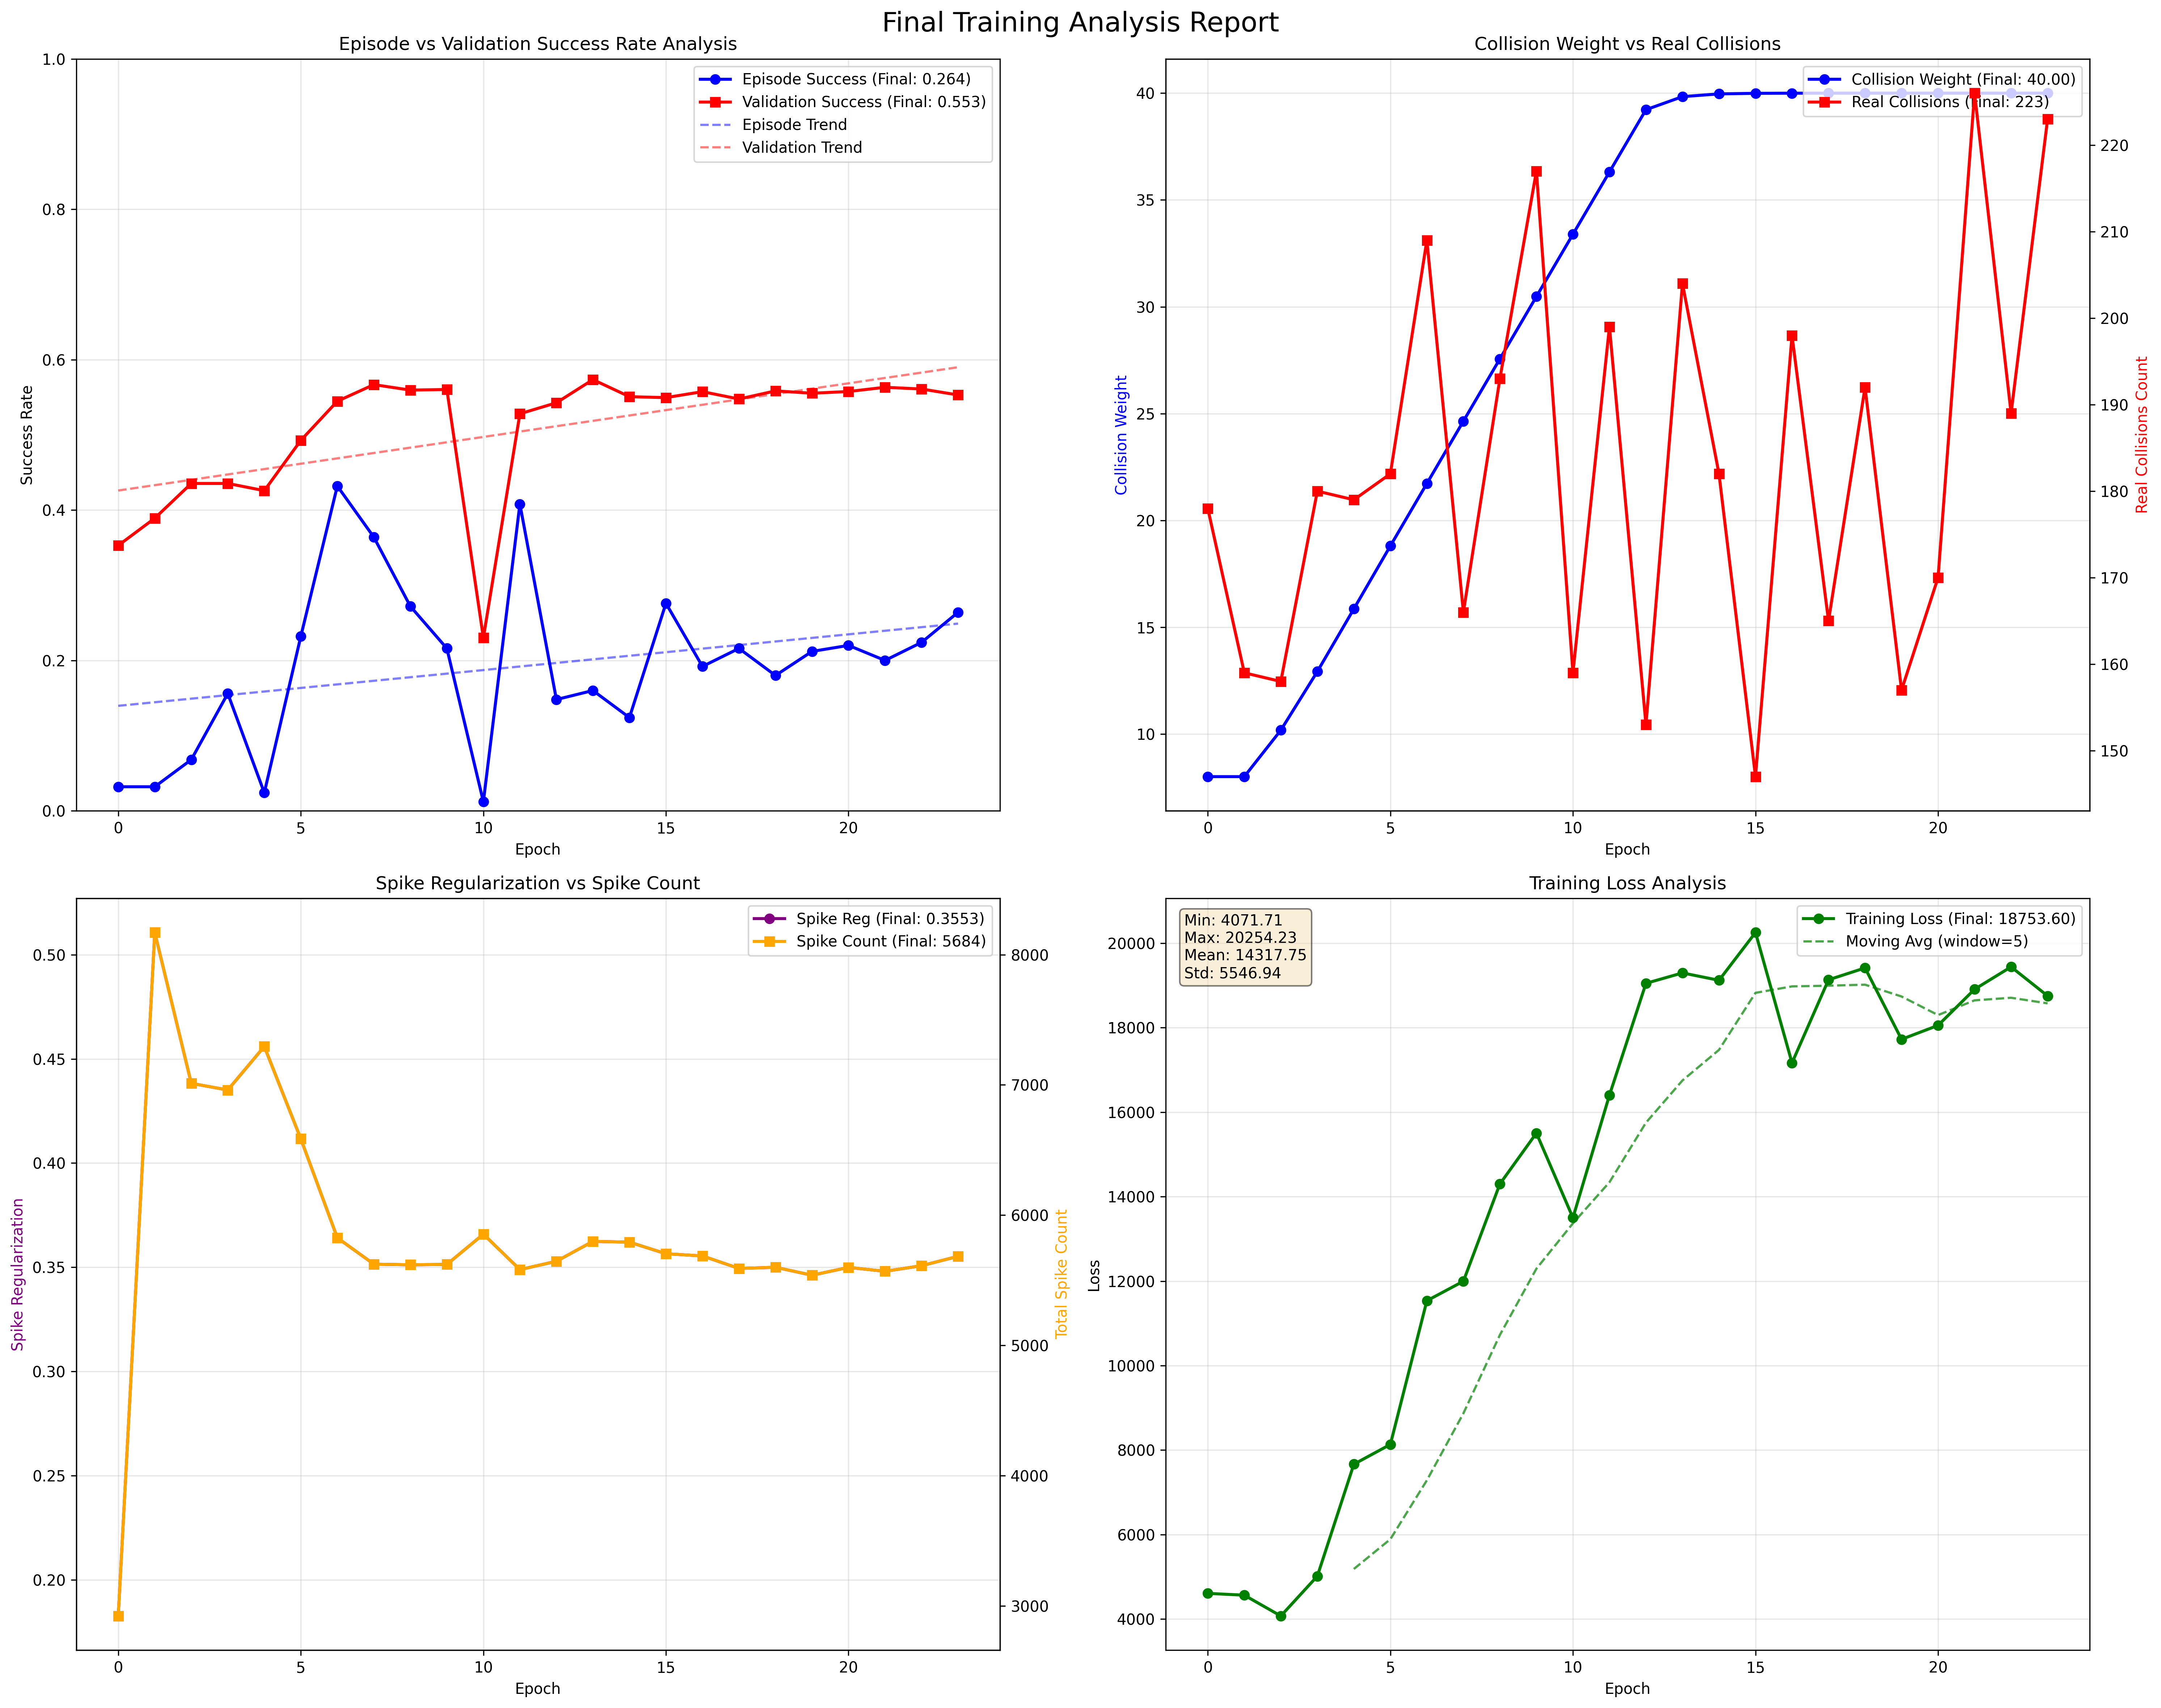 Final Training Analysis Report
Episode vs Validation Success Rate Analysis
1.0
0.8
0.6
0.4
0.2
0.0
Success Rate
0
5
10
15
20
Epoch
Episode Success (Final: 0.264)
Validation Success (Final: 0.553)
Episode Trend
Validation Trend
Collision Weight vs Real Collisions
40
35
30
25
20
15
10
Collision Weight
220
210
200
190
180
170
160
150
Real Collisions Count
0
5
10
15
20
Epoch
Collision Weight (Final: 40.00)
Real Collisions (Final: 223)
Spike Regularization vs Spike Count
0.50
0.45
0.40
0.35
0.30
0.25
0.20
Spike Regularization
8000
7000
6000
5000
4000
3000
Total Spike Count
0
5
10
15
20
Epoch
Spike Reg (Final: 0.3553)
Spike Count (Final: 5684)
Training Loss Analysis
20000
18000
16000
14000
12000
10000
8000
6000
4000
Loss
0
5
10
15
20
Epoch
Min: 4071.71
Max: 20254.23
Mean: 14317.75
Std: 5546.94
Training Loss (Final: 18753.60)
Moving Avg (window=5)